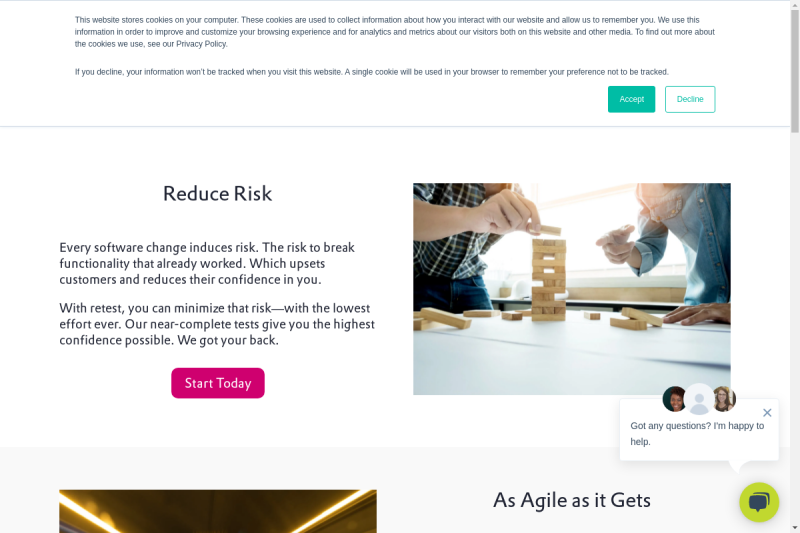 This website stores cookies on your computer. These cookies are used to collect information about how you interact with our website and allow us to remember you. We use this
information in order to improve and customize your browsing experience and for analytics and metrics about our visitors both on this website and other media. To find out more about
the cookies we use, see our Privacy Policy.
If you decline, your information won't be tracked when you visit this website. A single cookie will be used in your browser to remember your preference not to be tracked.
Accept
Decline
Reduce Risk
Every software change induces risk. The risk to break
functionality that already worked. Which upsets
customers and reduces their confidence in you.
With retest, you can minimize that risk—with the lowest
effort ever. Our near-complete tests give you the highest
confidence possible. We got your back.
Start Today
Got any questions? I'm happy to
help.
As Agile as it Gets